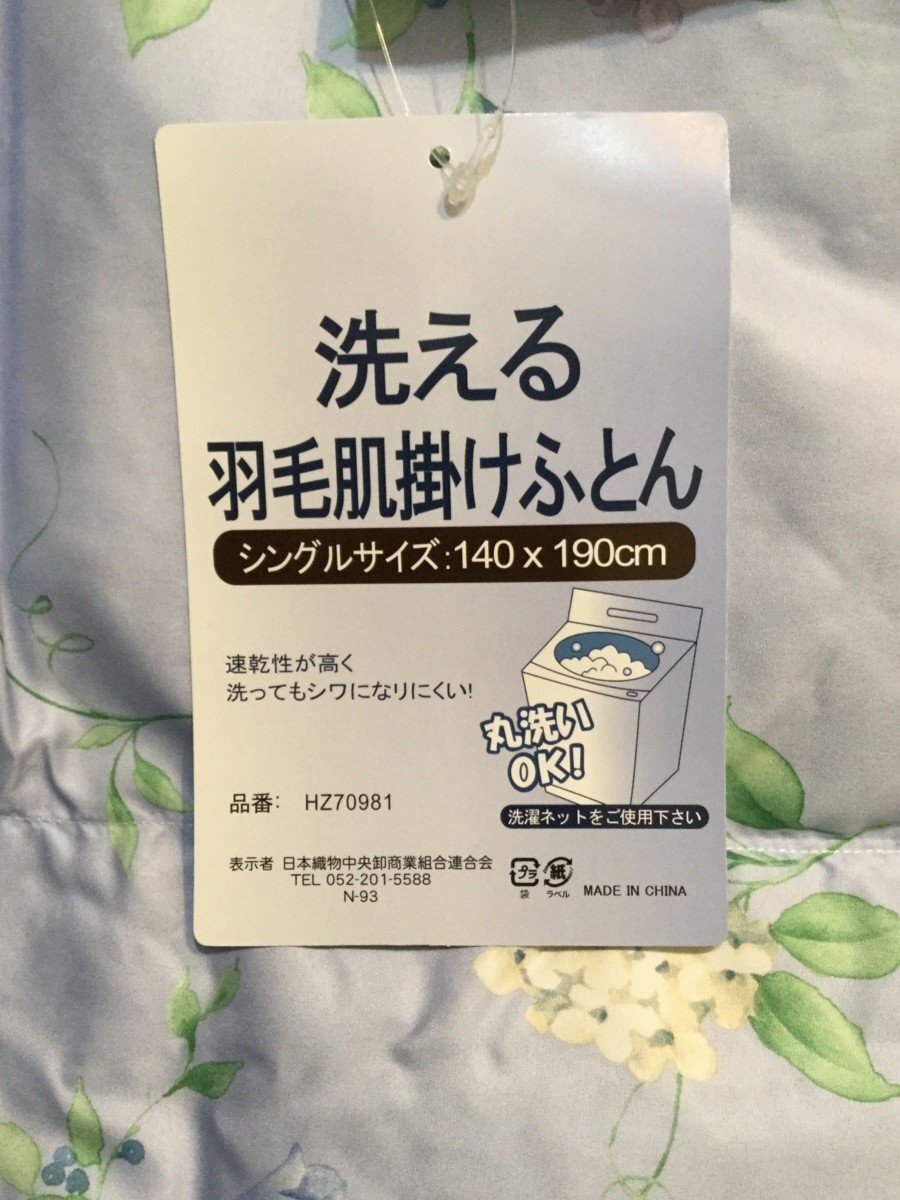 洗える
羽毛肌掛けふとん
シングルサイズ:140 x 190cm
速乾性が高く
洗ってもシワになりにくい!
丸洗い
OK!
洗濯ネットをご使用下さい
品番: HZ70981
表示者 日本織物中央卸商業組合連合会
TEL 052-201-5588
N-93
プラ
袋
紙
ラベル
MADE IN CHINA